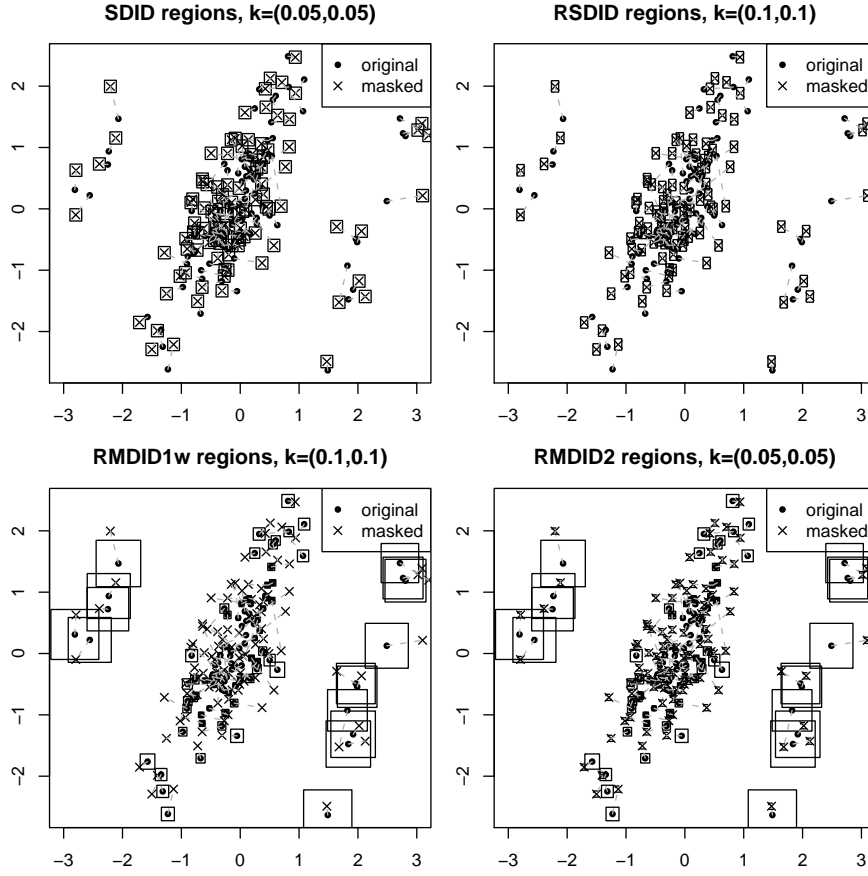 SDID regions, k=(0.05,0.05)
original
masked
2
1
0
−1
−2
−3 −2 −1 0 1 2 3
RSDID regions, k=(0.1,0.1)
original
masked
2
1
0
−1
−2
−3 −2 −1 0 1 2 3
RMDID1w regions, k=(0.1,0.1)
original
masked
2
1
0
−1
−2
−3 −2 −1 0 1 2 3
RMDID2 regions, k=(0.05,0.05)
original
masked
2
1
0
−1
−2
−3 −2 −1 0 1 2 3